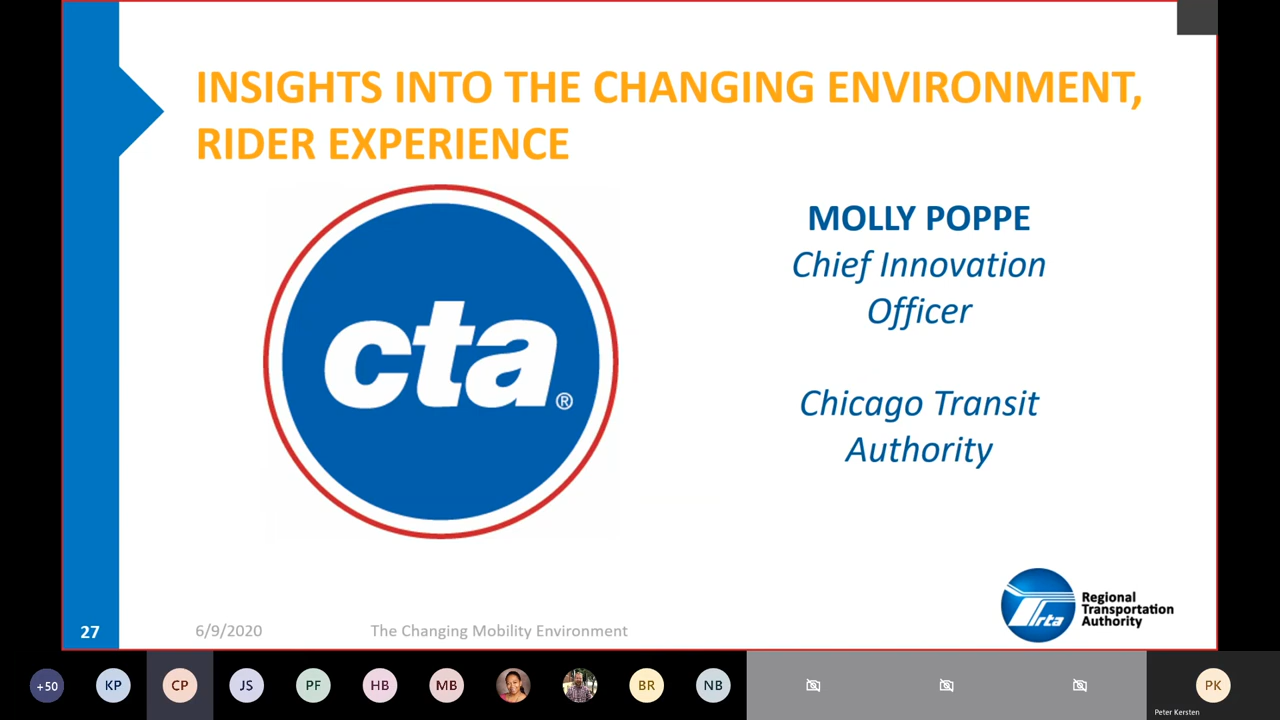 INSIGHTS INTO THE CHANGING ENVIRONMENT,
RIDER EXPERIENCE
cta®
MOLLY POPPE
Chief Innovation
Officer
Chicago Transit
Authority
rta
Regional
Transportation
Authority
27
6/9/2020
The Changing Mobility Environment
+50
KP
CP
JS
PF
HB
MB
BR
NB
PK
Peter Kersten